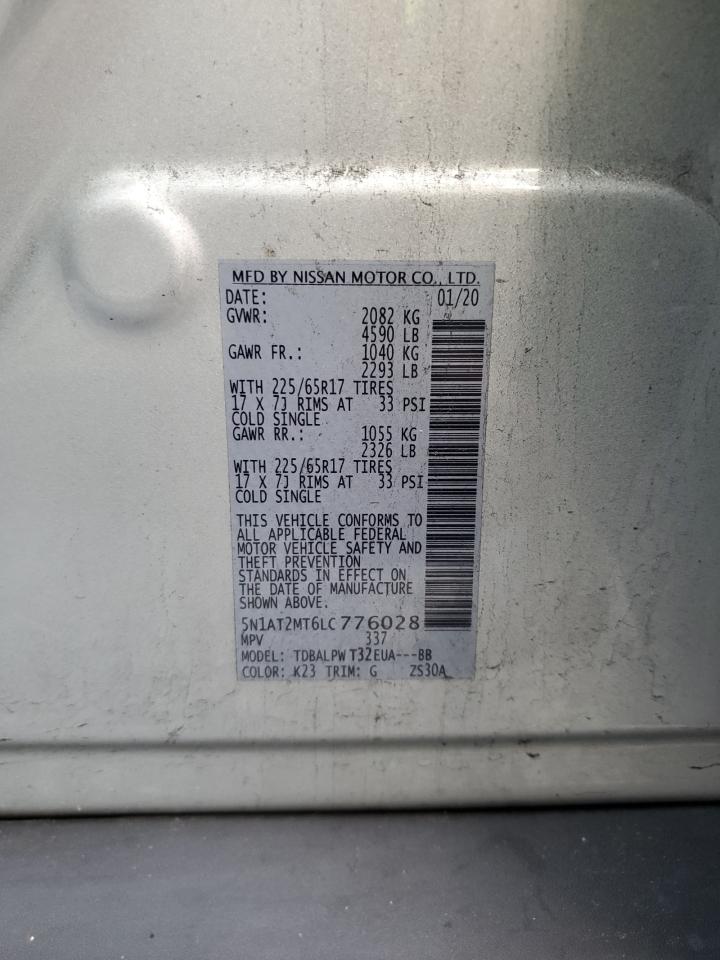 MFD BY NISSAN MOTOR CO., LTD.
DATE: 01/20
GVWR: 2082 KG
4590 LB
GAWR FR.: 1040 KG
2293 LB
WITH 225/65R17 TIRES
17 X 7J RIMS AT 33 PSI
COLD SINGLE
GAWR RR.: 1055 KG
2326 LB
WITH 225/65R17 TIRES
17 X 7J RIMS AT 33 PSI
COLD SINGLE
THIS VEHICLE CONFORMS TO
ALL APPLICABLE FEDERAL
MOTOR VEHICLE SAFETY AND
THEFT PREVENTION
STANDARDS IN EFFECT ON
THE DATE OF MANUFACTURE
SHOWN ABOVE.
5N1AT2MT6LC776028
MPV 337
MODEL: TDBALPW T32EUA---BB
COLOR: K23 TRIM: G ZS30A